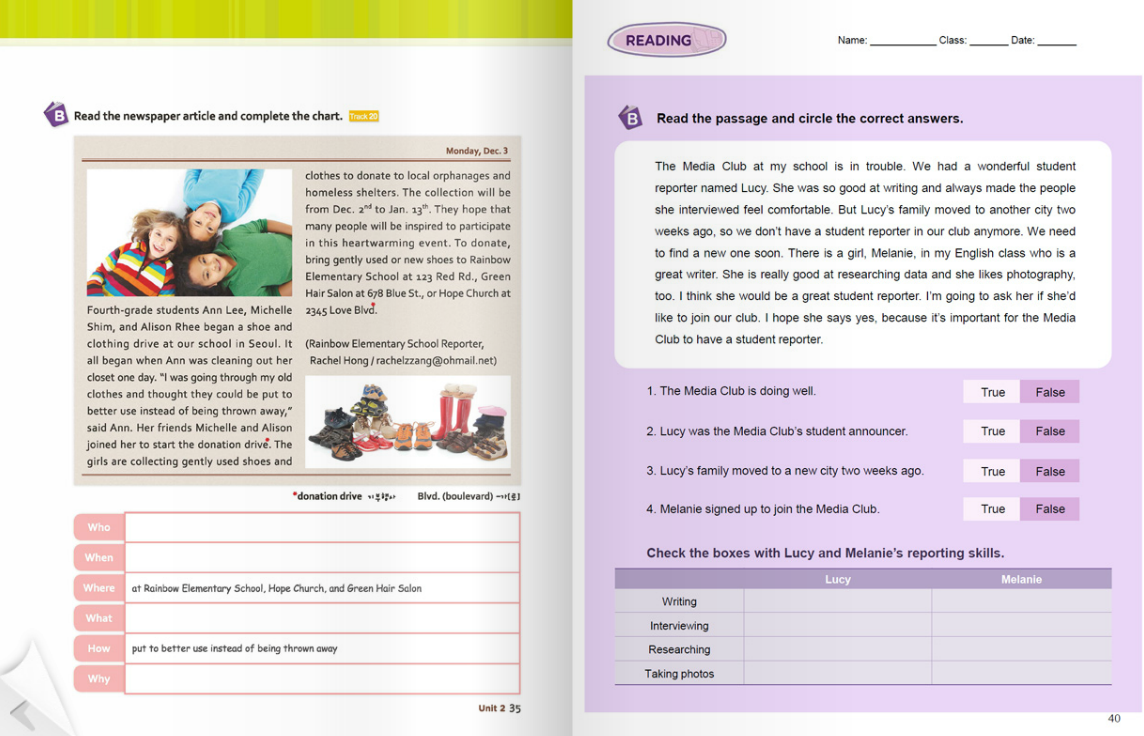 B Read the newspaper article and complete the chart. Track 20
Monday, Dec. 3
Fourth-grade students Ann Lee, Michelle
Shim, and Alison Rhee began a shoe and
clothing drive at our school in Seoul. It
all began when Ann was cleaning out her
closet one day. “I was going through my old
clothes and thought they could be put to
better use instead of being thrown away,”
said Ann. Her friends Michelle and Alison
joined her to start the donation drive*. The
girls are collecting gently used shoes and
clothes to donate to local orphanages and
homeless shelters. The collection will be
from Dec. 2nd to Jan. 13th. They hope that
many people will be inspired to participate
in this heartwarming event. To donate,
bring gently used or new shoes to Rainbow
Elementary School at 123 Red Rd., Green
Hair Salon at 678 Blue St., or Hope Church at
2345 Love Blvd*.
(Rainbow Elementary School Reporter,
Rachel Hong / rachelzzang@ohmail.net)
*donation drive Blvd. (boulevard)
Who
When
Where at Rainbow Elementary School, Hope Church, and Green Hair Salon
What
How put to better use instead of being thrown away
Why
Unit 2 35
READING
Name: ___________ Class: ______ Date: ______
B Read the passage and circle the correct answers.
The Media Club at my school is in trouble. We had a wonderful student
reporter named Lucy. She was so good at writing and always made the people
she interviewed feel comfortable. But Lucy’s family moved to another city two
weeks ago, so we don’t have a student reporter in our club anymore. We need
to find a new one soon. There is a girl, Melanie, in my English class who is a
great writer. She is really good at researching data and she likes photography,
too. I think she would be a great student reporter. I’m going to ask her if she’d
like to join our club. I hope she says yes, because it’s important for the Media
Club to have a student reporter.
1. The Media Club is doing well. True False
2. Lucy was the Media Club’s student announcer. True False
3. Lucy’s family moved to a new city two weeks ago. True False
4. Melanie signed up to join the Media Club. True False
Check the boxes with Lucy and Melanie’s reporting skills.
Lucy Melanie
Writing
Interviewing
Researching
Taking photos
40